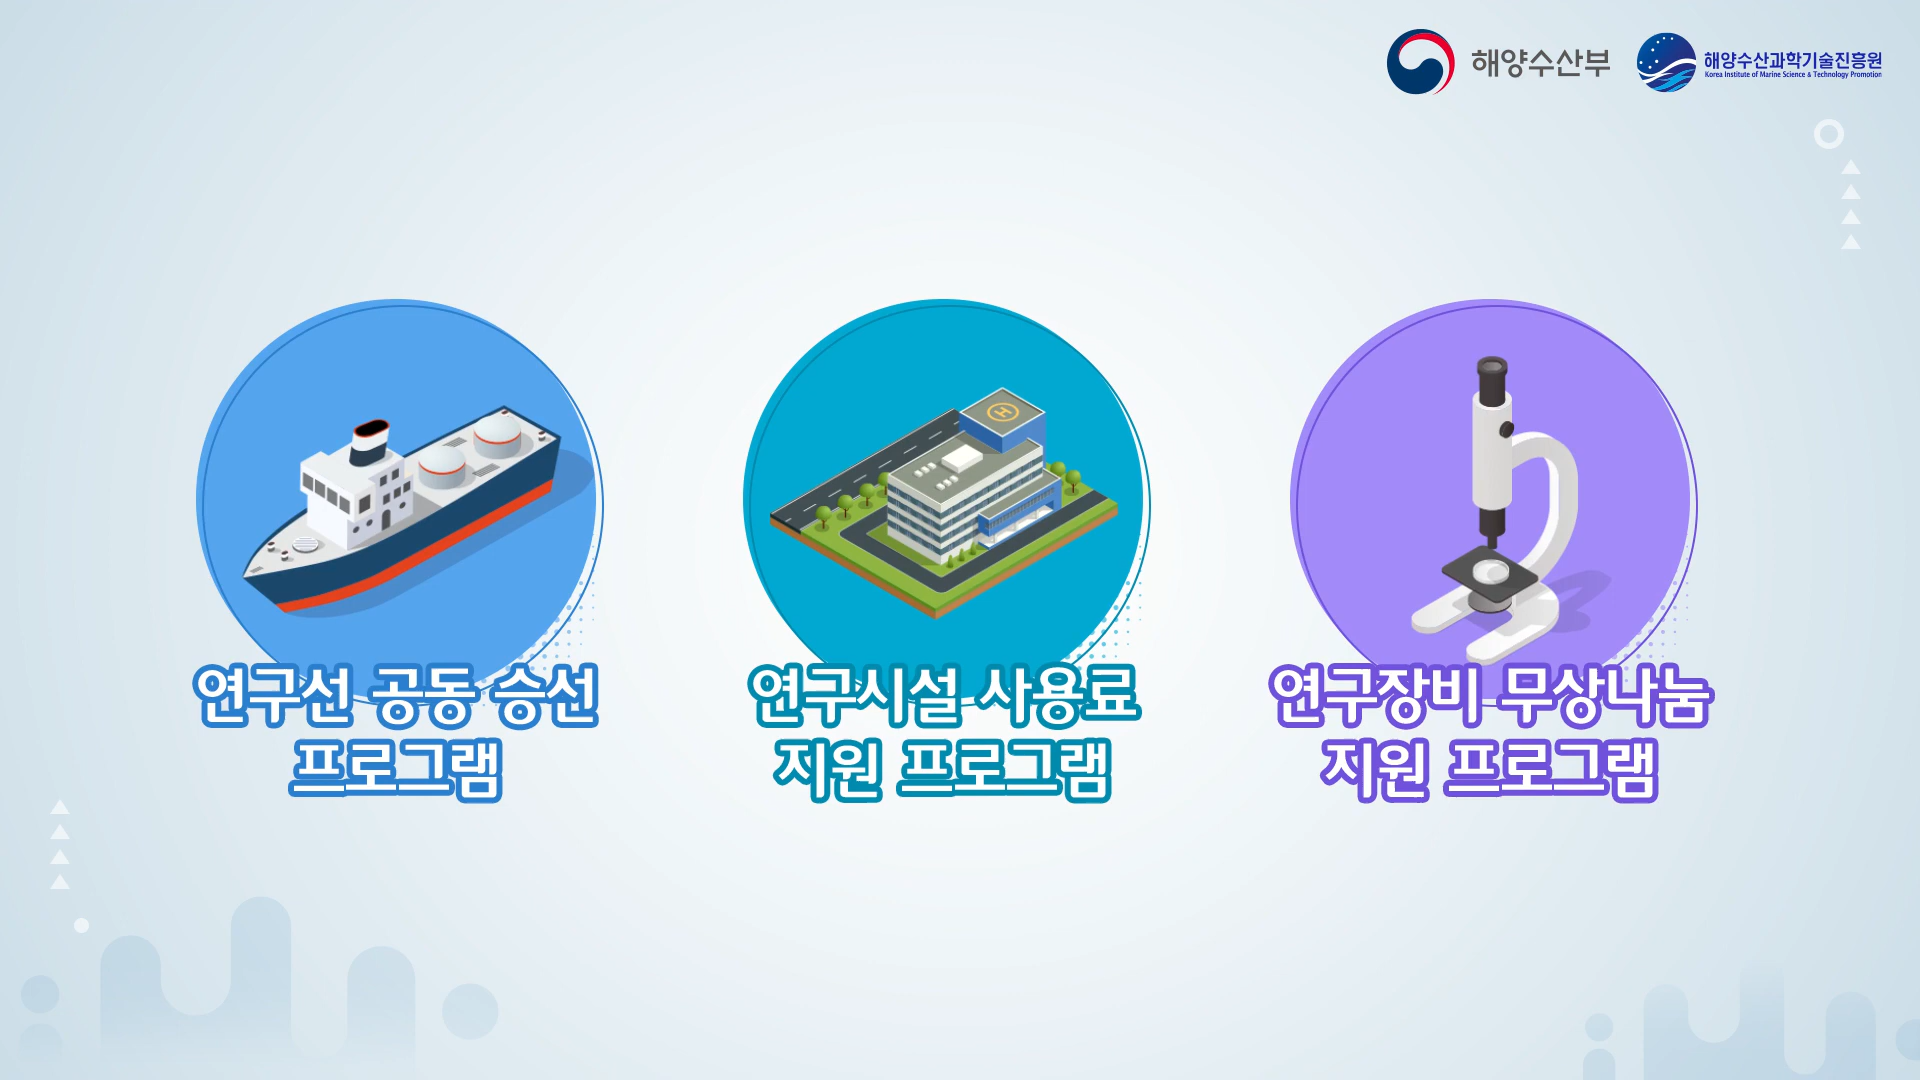 해양수산부
해양수산과학기술진흥원
Korea Institute of Marine Science & Technology Promotion
연구선 공동 승선
프로그램
연구시설 사용료
지원 프로그램
연구장비 무상나눔
지원 프로그램